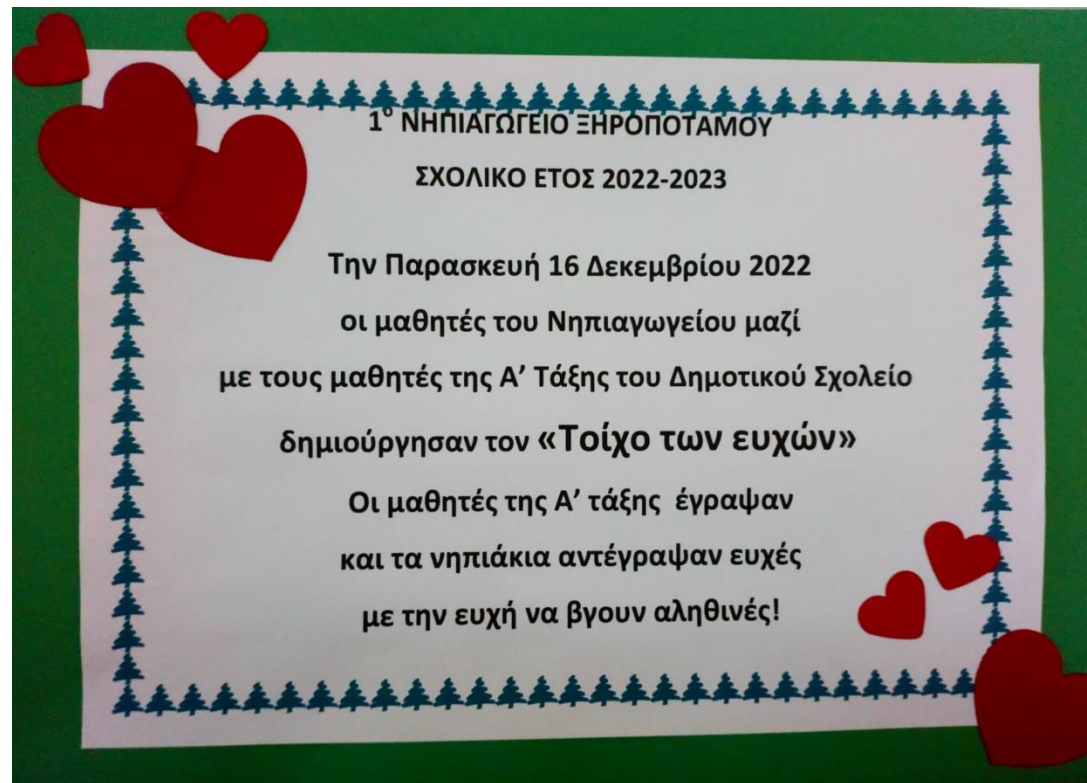 1º ΝΗΠΙΑΓΩΓΕΙΟ ΞΗΡΟΠΟΤΑΜΟΥ
ΣΧΟΛΙΚΟ ΕΤΟΣ 2022-2023
Την Παρασκευή 16 Δεκεμβρίου 2022
οι μαθητές του Νηπιαγωγείου μαζί
με τους μαθητές της Α’ Τάξης του Δημοτικού Σχολείο
δημιούργησαν τον «Τοίχο των ευχών»
Οι μαθητές της Α’ τάξης έγραψαν
και τα νηπιάκια αντέγραψαν ευχές
με την ευχή να βγουν αληθινές!